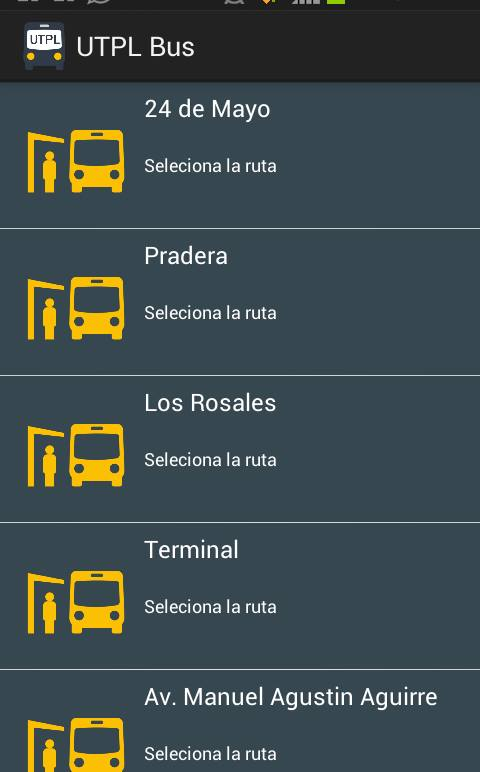 UTPL
UTPL Bus
24 de Mayo
Seleciona la ruta
Pradera
Seleciona la ruta
Los Rosales
Seleciona la ruta
Terminal
Seleciona la ruta
Av. Manuel Agustin Aguirre
Seleciona la ruta